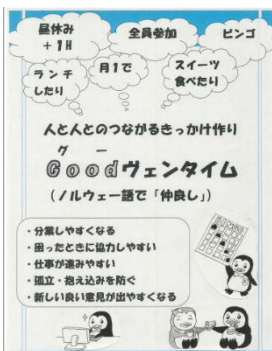 昼休み
+1H
全員参加
ビンゴ
ランチ
したり
月1で
スイーツ
食べたり
人と人とのつながるきっかけ作り
グー
Goodヴェンタイム
(ノルウェー語で「仲良し」)
・分業しやすくなる
・困ったときに協力しやすい
・仕事が進みやすい
・孤立・抱え込みを防ぐ
・新しい良い意見が出やすくなる